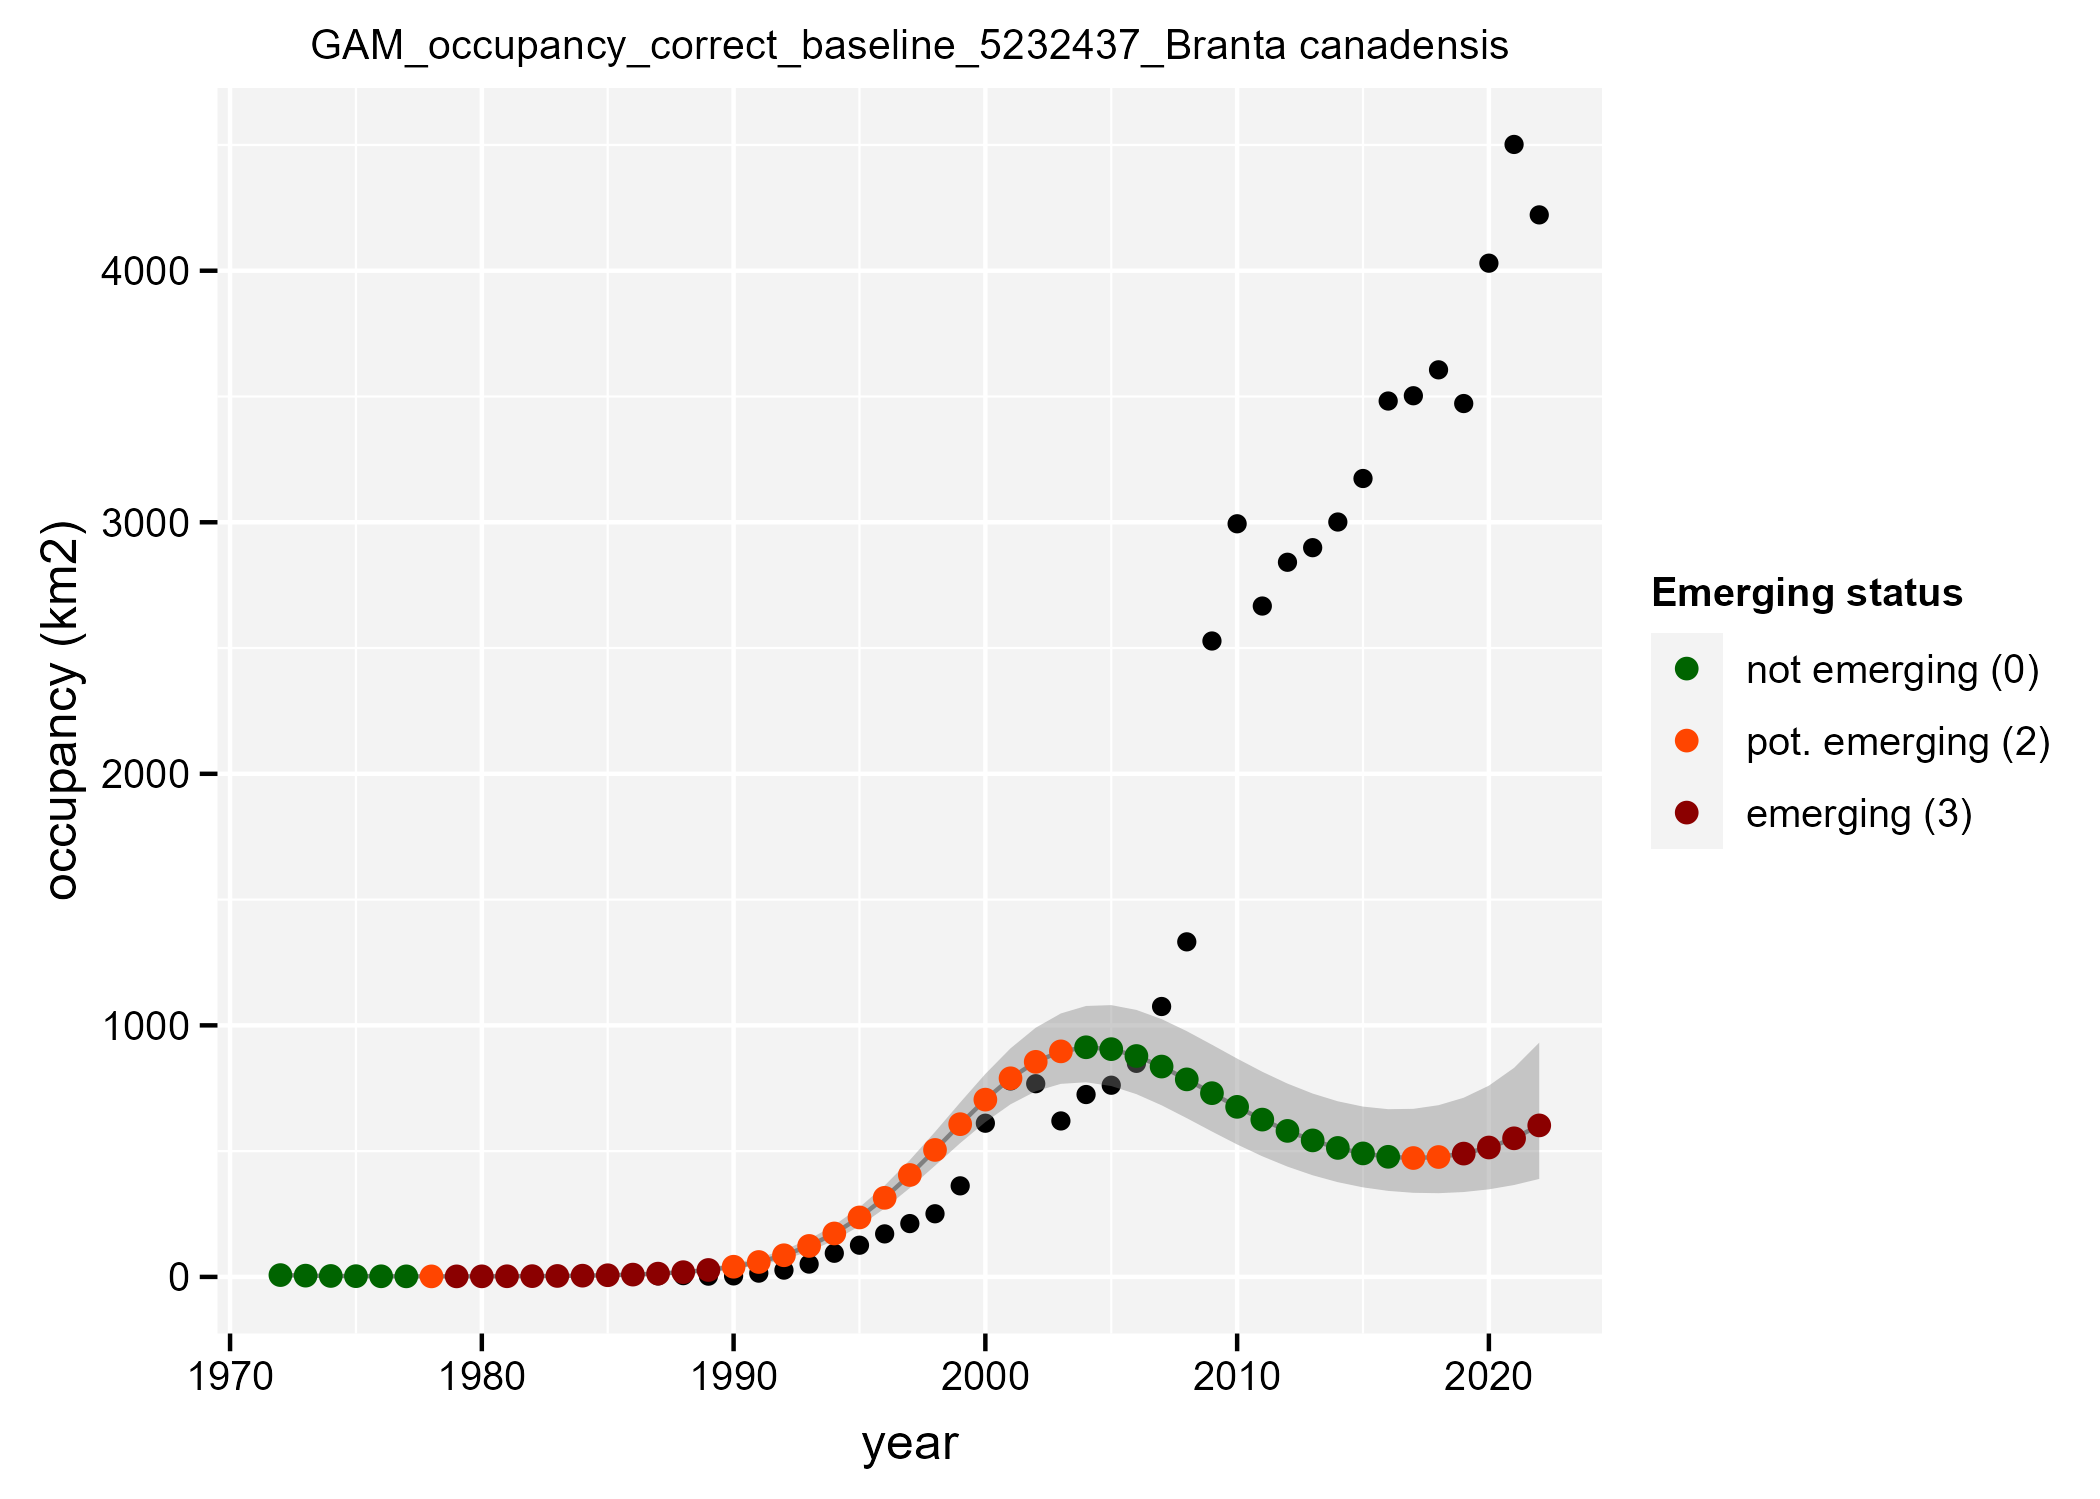 GAM_occupancy_correct_baseline_5232437_Branta canadensis
occupancy (km2)
4000
3000
2000
1000
0
1970 1980 1990 2000 2010 2020
year
Emerging status
not emerging (0)
pot. emerging (2)
emerging (3)